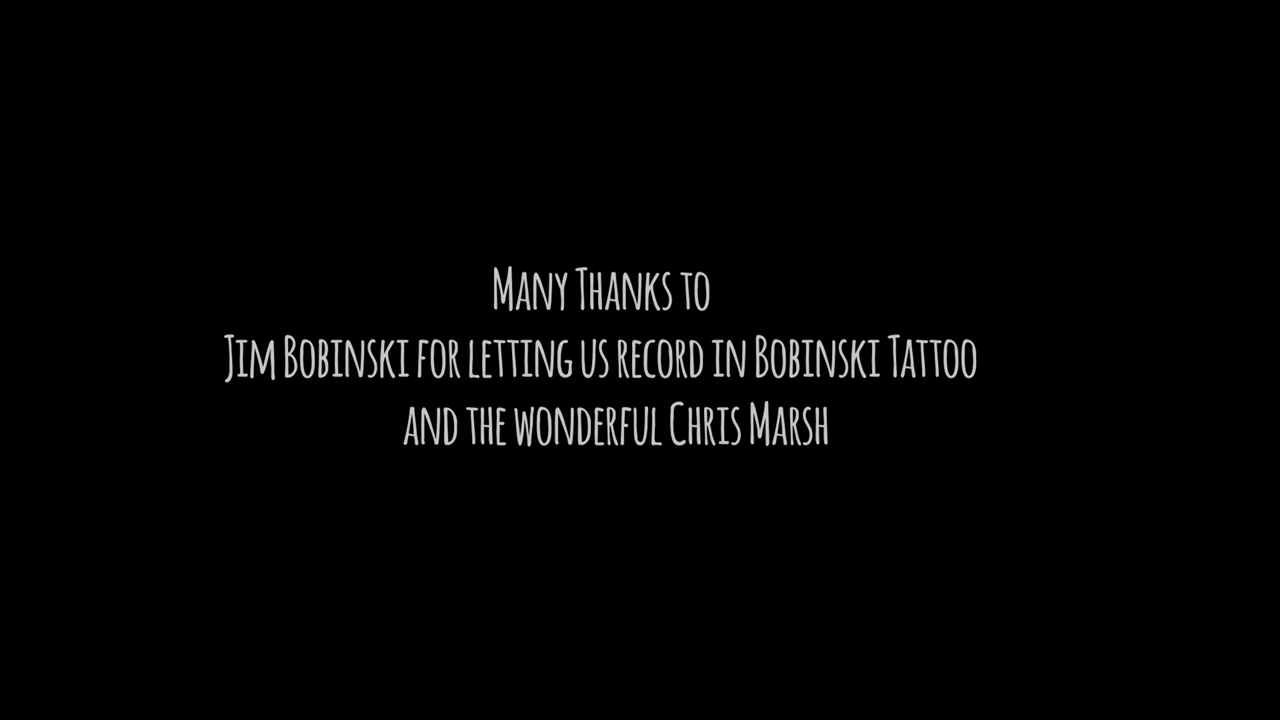 Many Thanks to
Jim Bobinski for letting us record in Bobinski Tattoo
and the wonderful Chris Marsh